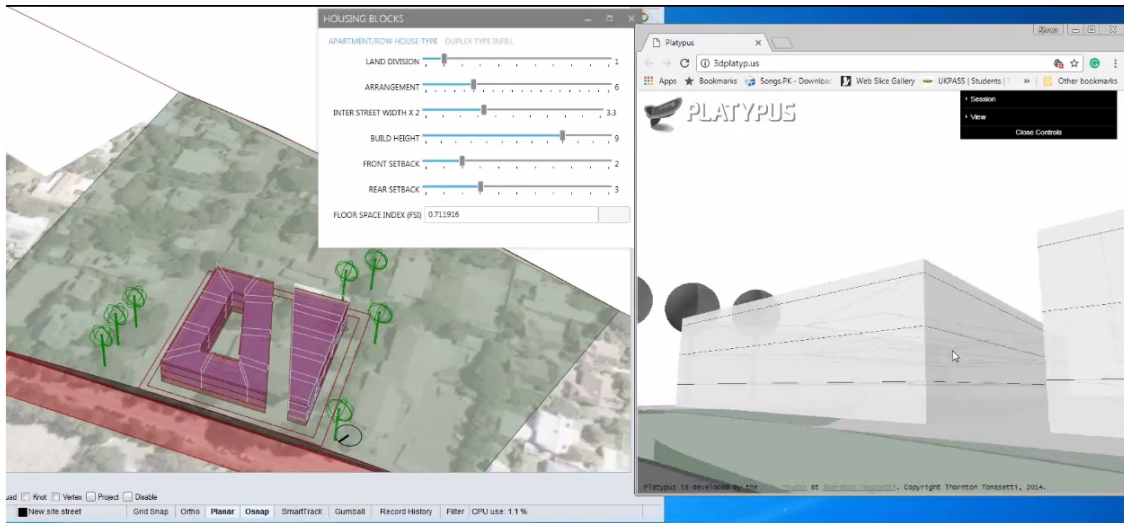 HOUSING BLOCKS
APARTMENT/ROW HOUSE TYPE DUPLEX TYPE INFILL
LAND DIVISION 1
ARRANGEMENT 6
INTER STREET WIDTH X 2 3.3
BUILD HEIGHT 9
FRONT SETBACK 2
REAR SETBACK 3
FLOOR SPACE INDEX (FSI) 0.711916
Platypus
3dplatyp.us
Apps Bookmarks Songs.PK - Downloac Web Slice Gallery UKPASS | Students | Other bookmarks
PLATYPUS
Session
View
Close Controls
Platypus is developed by the at Thornton Tomasetti. Copyright Thornton Tomasetti, 2014.
Knot Vertex Project Disable
New site street Grid Snap Ortho Planar Osnap SmartTrack Gumball Record History Filter CPU use: 1.1 %